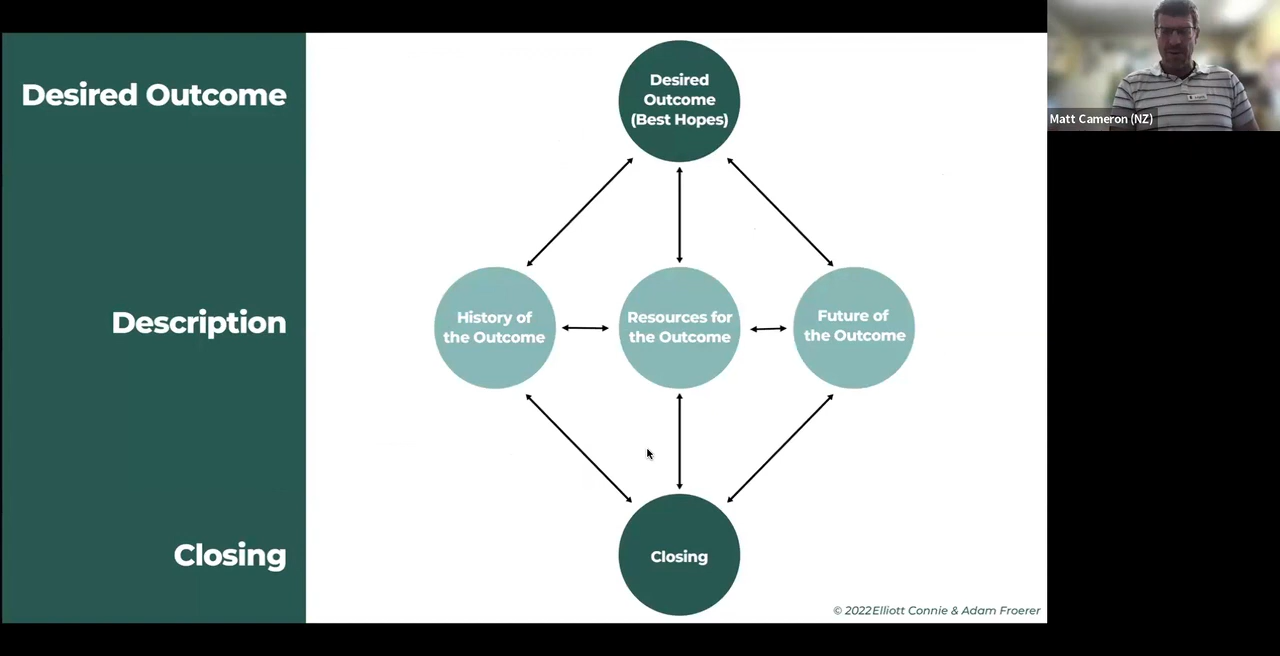 Desired Outcome
Description
Closing
Desired
Outcome
(Best Hopes)
History of
the Outcome
Resources for
the Outcome
Future of
the Outcome
Closing
© 2022Elliott Connie & Adam Froerer
Matt Cameron (NZ)